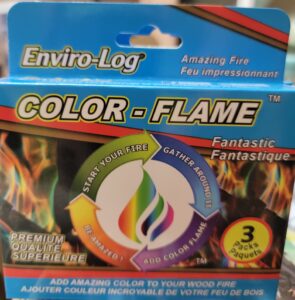 Enviro-Log®
Amazing Fire
Feu impressionnant
COLOR - FLAME™
Fantastic
Fantastique
START YOUR FIRE
GATHER AROUND IT
ADD COLOR FLAME
BE AMAZED!
TM
PREMIUM
QUALITÉ
SUPÉRIEURE
3
Packs
Paquets
ADD AMAZING COLOR TO YOUR WOOD FIRE
AJOUTER COULEUR INCROYABLE DE VOTRE FEU DE BOIS